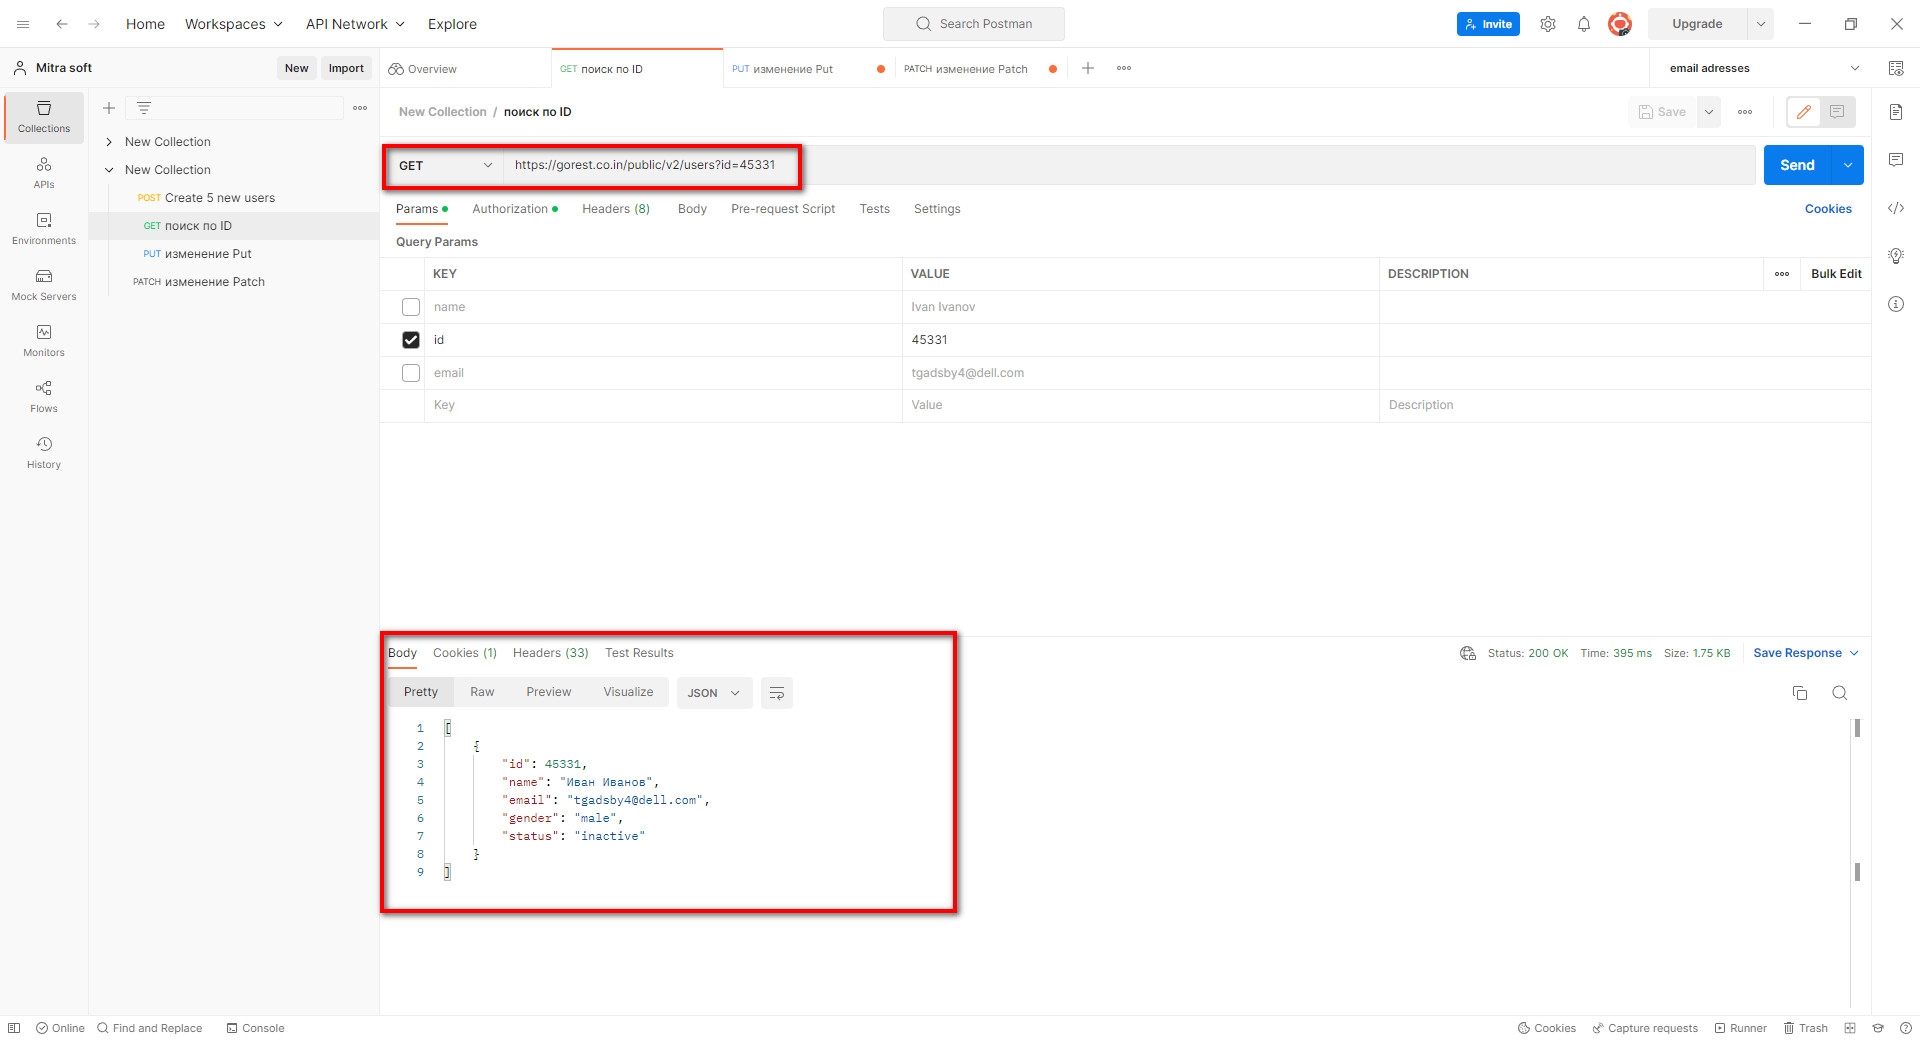 Home Workspaces API Network Explore Search Postman Invite Upgrade
Mitra soft New Import Overview GET поиск по ID PUT изменение Put PATCH изменение Patch email adresses
New Collection / поиск по ID Save
Collections
APIs
Environments
Mock Servers
Monitors
Flows
History
New Collection
New Collection
POST Create 5 new users
GET поиск по ID
PUT изменение Put
PATCH изменение Patch
GET https://gorest.co.in/public/v2/users?id=45331 Send
Params Authorization Headers (8) Body Pre-request Script Tests Settings Cookies
Query Params
KEY VALUE DESCRIPTION Bulk Edit
name Ivan Ivanov
id 45331
email tgadsby4@dell.com
Key Value Description
Body Cookies (1) Headers (33) Test Results Status: 200 OK Time: 395 ms Size: 1.75 KB Save Response
Pretty Raw Preview Visualize JSON
1 [
2 {
3 "id": 45331,
4 "name": "Иван Иванов",
5 "email": "tgadsby4@dell.com",
6 "gender": "male",
7 "status": "inactive"
8 }
9 ]
Online Find and Replace Console Cookies Capture requests Runner Trash